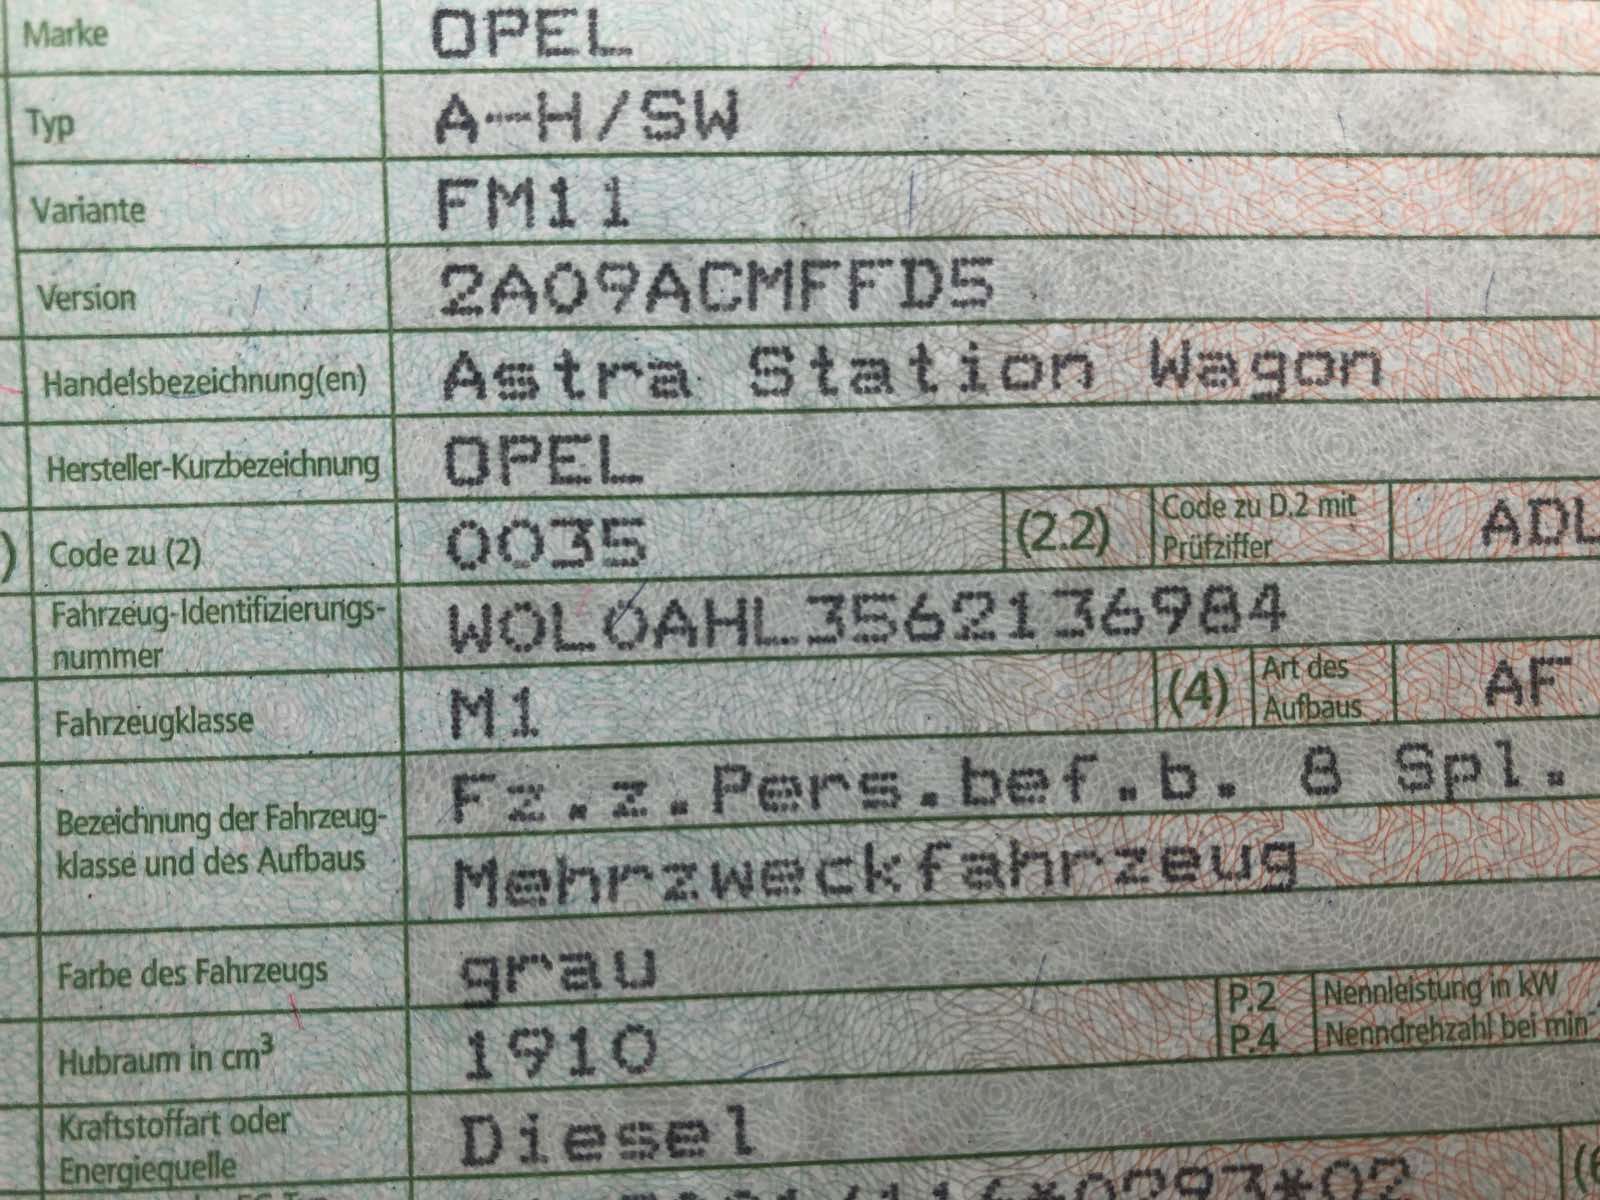 Marke OPEL
Typ A-H/SW
Variante FM11
Version 2A09ACMFFD5
Handelsbezeichnung(en) Astra Station Wagon
Hersteller-Kurzbezeichnung OPEL
) Code zu (2) 0035 (2.2) Code zu D.2 mit Prüfziffer ADL
Fahrzeug-Identifizierungs-
nummer W0L0AHL3562136984
Fahrzeugklasse M1 (4) Art des Aufbaus AF
Bezeichnung der Fahrzeug- Fz.z.Pers.bef.b. 8 Spl.
klasse und des Aufbaus Mehrzweckfahrzeug
Farbe des Fahrzeugs grau
Hubraum in cm³ 1910 P.2 Nennleistung in kW
P.4 Nenndrehzahl bei min-
Kraftstoffart oder
Energiequelle Diesel